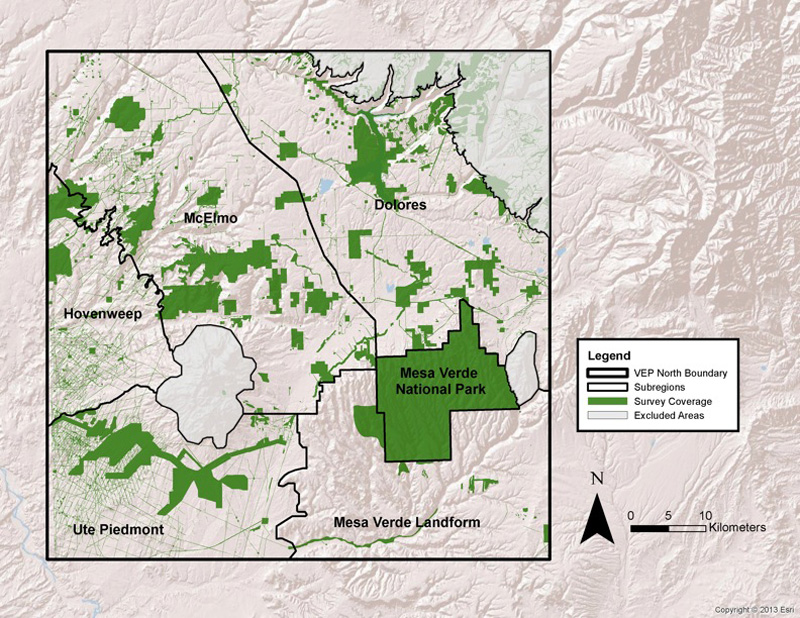 McElmo
Dolores
Hovenweep
Mesa Verde
National Park
Ute Piedmont
Mesa Verde Landform
Legend
VEP North Boundary
Subregions
Survey Coverage
Excluded Areas
N
0 5 10
Kilometers
Copyright © 2013 Esri